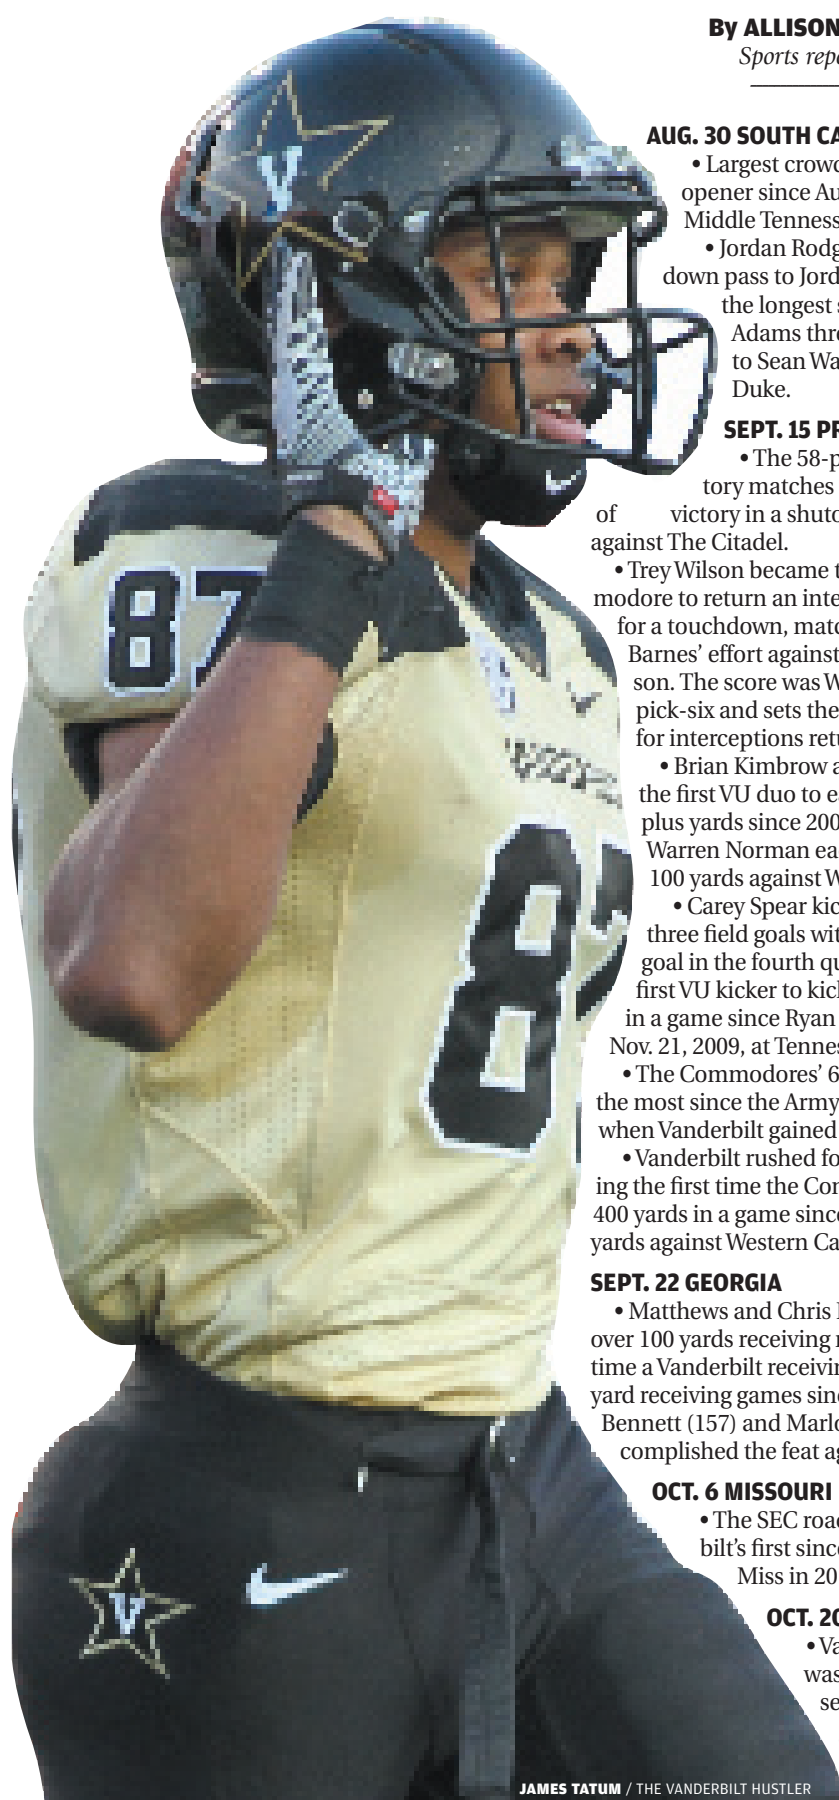 By ALLISON
Sports repo
AUG. 30 SOUTH CA
• Largest crowd
opener since Au
Middle Tenness
• Jordan Rodg
down pass to Jord
the longest s
Adams thre
to Sean Wa
Duke.
SEPT. 15 PR
• The 58-p
tory matches
of victory in a shuto
against The Citadel.
• Trey Wilson became t
modore to return an inte
for a touchdown, matc
Barnes’ effort against
son. The score was W
pick-six and sets the
for interceptions retu
• Brian Kimbrow a
the first VU duo to ea
plus yards since 200
Warren Norman eac
100 yards against W
• Carey Spear kic
three field goals wit
goal in the fourth qu
first VU kicker to kick
in a game since Ryan
Nov. 21, 2009, at Tennes
• The Commodores’ 6
the most since the Army
when Vanderbilt gained
• Vanderbilt rushed fo
ing the first time the Com
400 yards in a game since
yards against Western Ca
SEPT. 22 GEORGIA
• Matthews and Chris
over 100 yards receiving
time a Vanderbilt receivin
yard receiving games sinc
Bennett (157) and Marlo
complished the feat ag
OCT. 6 MISSOURI
• The SEC road
bilt’s first since
Miss in 20
OCT. 20
• Va
was
se
V
87
87
V
JAMES TATUM / THE VANDERBILT HUSTLER